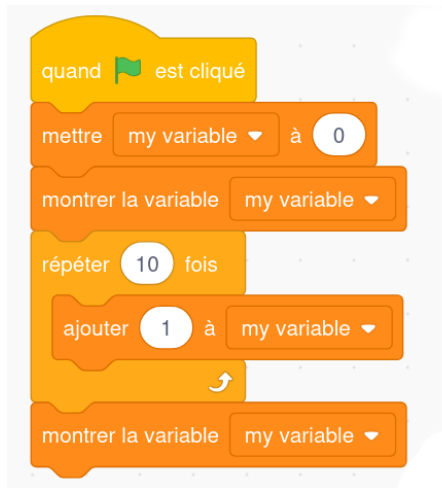 quand est cliqué
mettre my variable à 0
montrer la variable my variable
répéter 10 fois
ajouter 1 à my variable
montrer la variable my variable